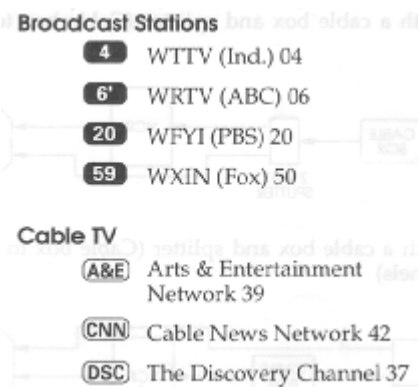 Broadcast Stations
4 WTTV (Ind.) 04
6' WRTV (ABC) 06
20 WFYI (PBS) 20
59 WXIN (Fox) 50
Cable TV
A&E Arts & Entertainment
Network 39
CNN Cable News Network 42
DSC The Discovery Channel 37